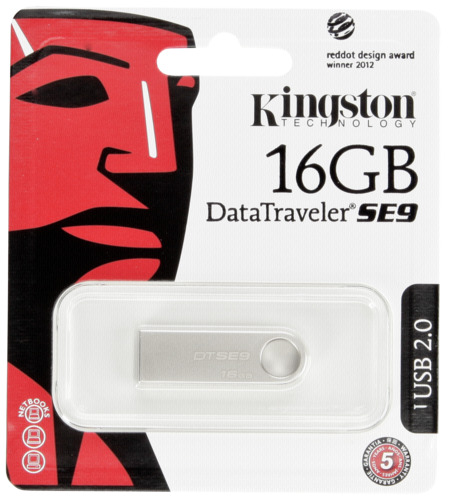 reddot design award
winner 2012
Kingston
TECHNOLOGY
16GB
DataTraveler® SE9
DTSE9
16GB
USB 2.0
NETBOOKS
5